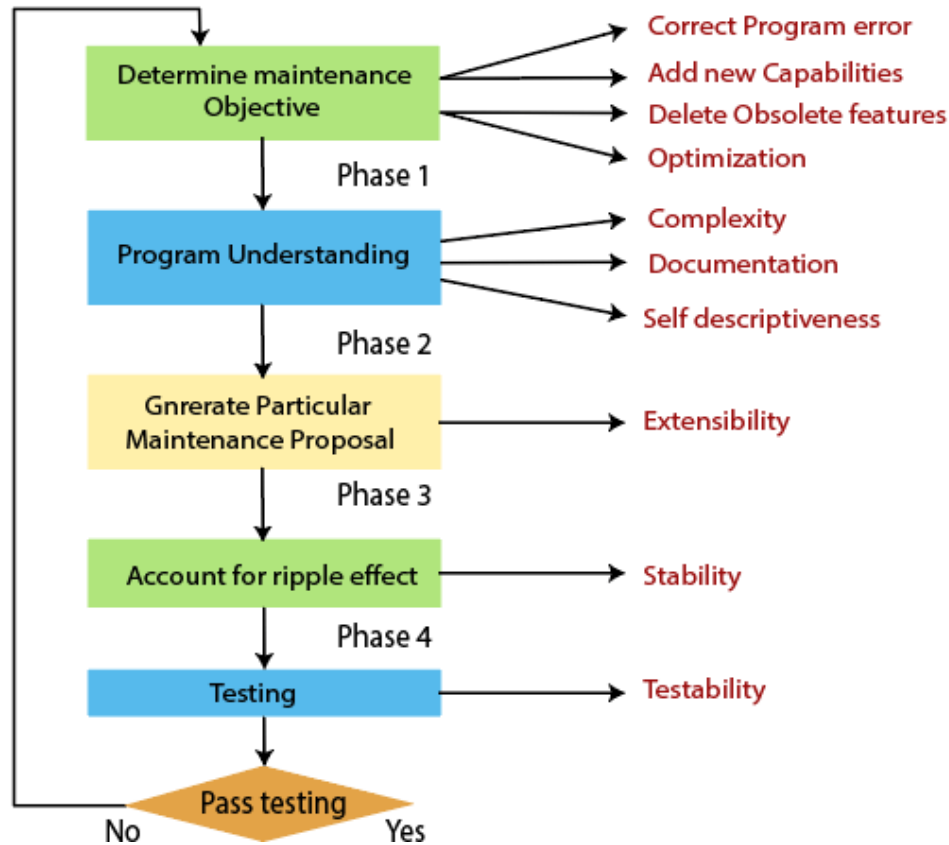 Determine maintenance
Objective
Correct Program error
Add new Capabilities
Delete Obsolete features
Optimization
Phase 1
Program Understanding
Complexity
Documentation
Self descriptiveness
Phase 2
Gnrerate Particular
Maintenance Proposal
Extensibility
Phase 3
Account for ripple effect
Stability
Phase 4
Testing
Testability
Pass testing
No
Yes